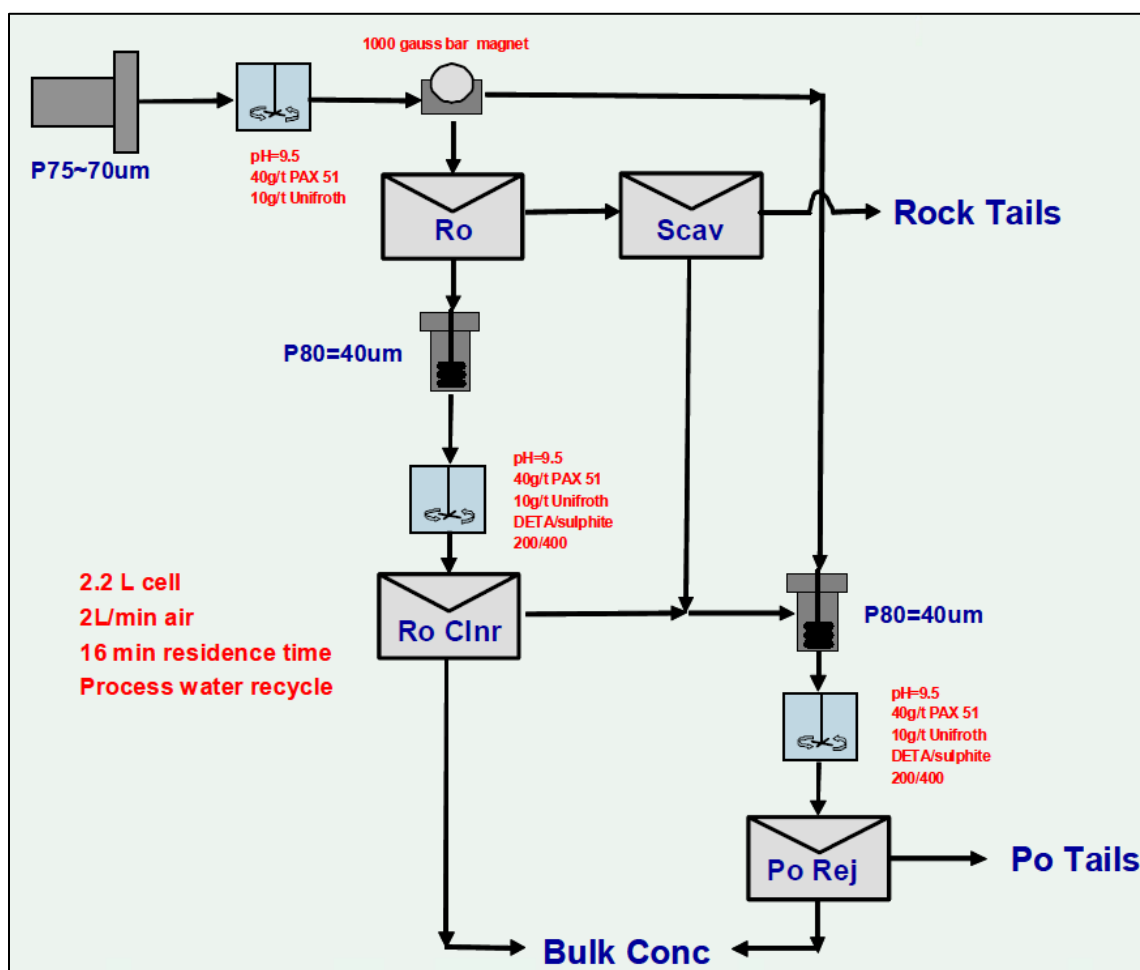 1000 gauss bar magnet
P75~70um
pH=9.5
40g/t PAX 51
10g/t Unifroth
Ro
Scav
Rock Tails
P80=40um
pH=9.5
40g/t PAX 51
10g/t Unifroth
DETA/sulphite
200/400
2.2 L cell
2L/min air
16 min residence time
Process water recycle
Ro Clnr
P80=40um
pH=9.5
40g/t PAX 51
10g/t Unifroth
DETA/sulphite
200/400
Po Rej
Po Tails
Bulk Conc